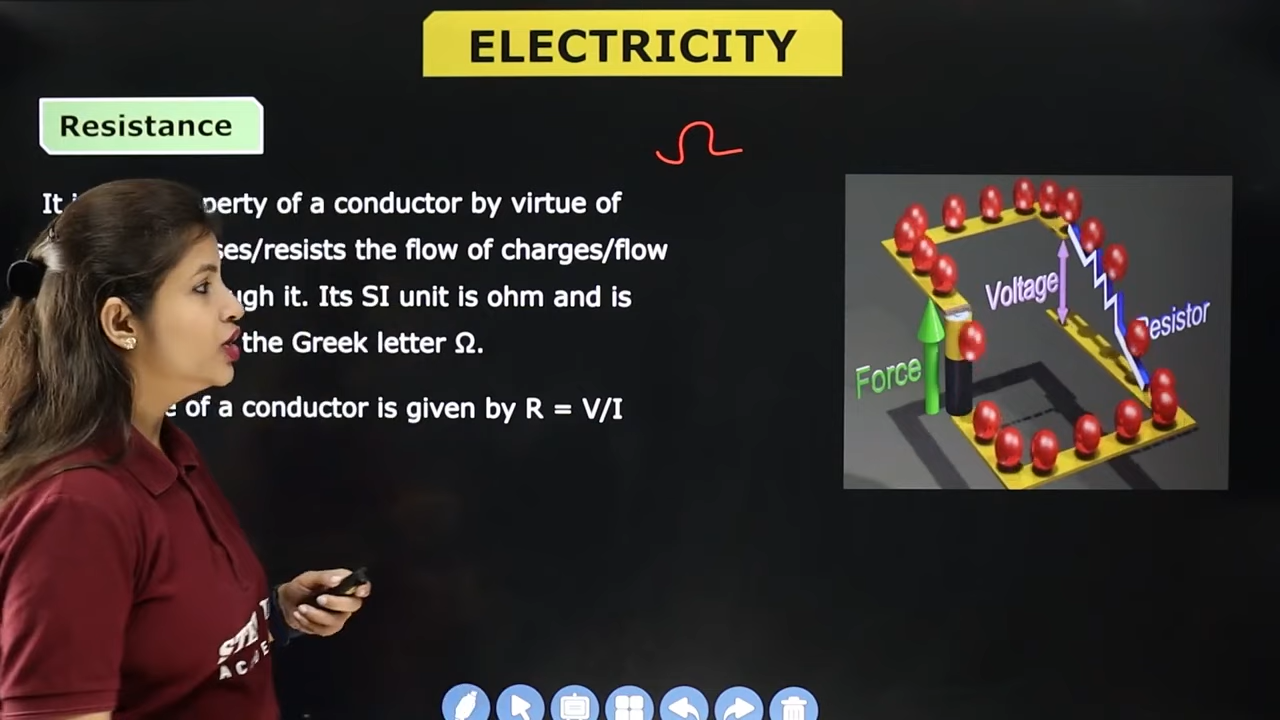 ELECTRICITY
Resistance
Ω
It perty of a conductor by virtue of
ses/resists the flow of charges/flow
ugh it. Its SI unit is ohm and is
the Greek letter Ω.
e of a conductor is given by R = V/I
Voltage
Resistor
Force